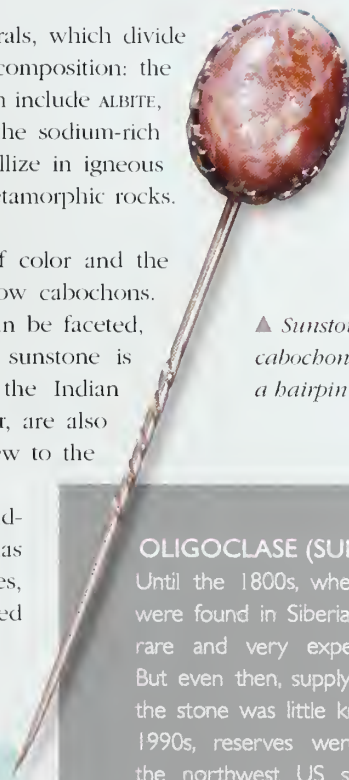 rals, which divide
composition: the
include ALBITE,
he sodium-rich
llize in igneous
etamorphic rocks.
f color and the
ow cabochons.
n be faceted,
sunstone is
the Indian
r, are also
ew to the
d-
as
es,
ed
▲ Sunsto
cabochon
a hairpin
OLIGOCLASE (SU
Until the 1800s, whe
were found in Siberia
rare and very expe
But even then, supply
the stone was little k
1990s, reserves wer
the northwest US s